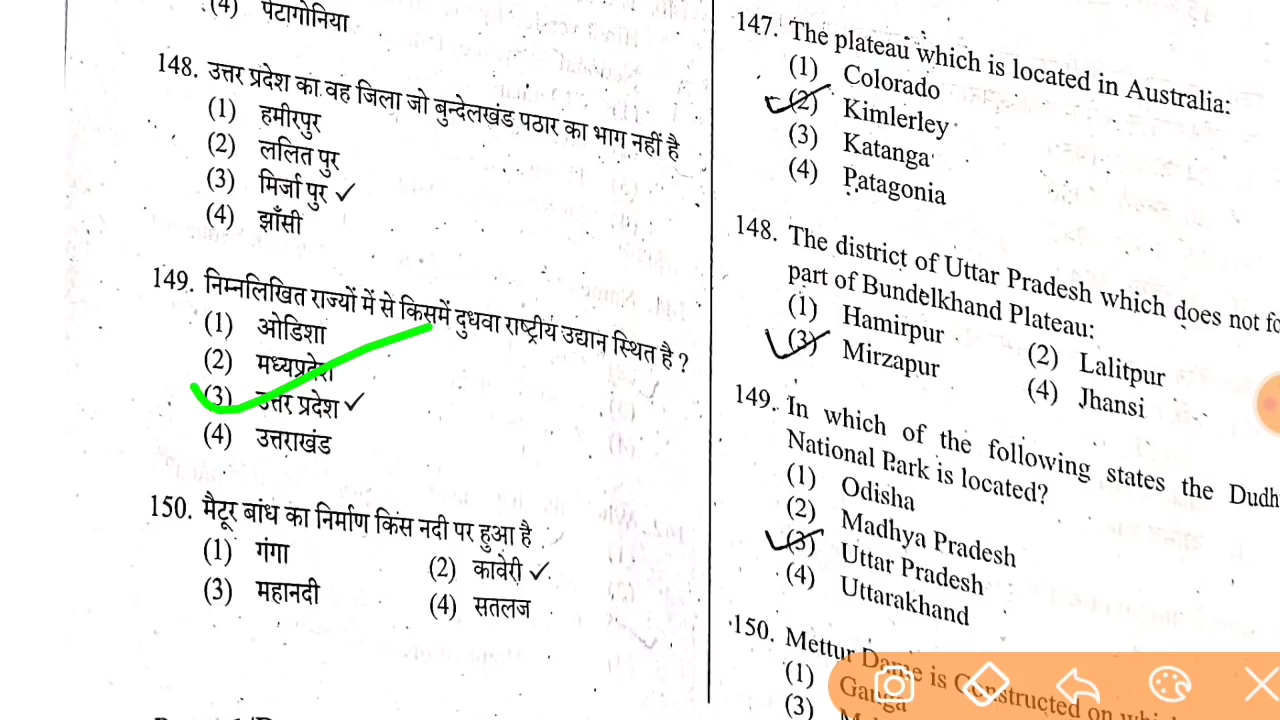 (4) पेटागोनिया
148. उत्तर प्रदेश का वह जिला जो बुन्देलखंड पठार का भाग नहीं है
(1) हमीरपुर
(2) ललित पुर
(3) मिर्जा पुर
(4) झाँसी
149. निम्नलिखित राज्यों में से किसमें दुधवा राष्ट्रीय उद्यान स्थित है ?
(1) ओडिशा
(2) मध्यप्रदेश
(3) उत्तर प्रदेश
(4) उत्तराखंड
150. मैटूर बांध का निर्माण किस नदी पर हुआ है
(1) गंगा
(2) कावेरी
(3) महानदी
(4) सतलज
147. The plateau which is located in Australia:
(1) Colorado
(2) Kimlerley
(3) Katanga
(4) Patagonia
148. The district of Uttar Pradesh which does not
part of Bundelkhand Plateau:
(1) Hamirpur
(2) Lalitpur
(3) Mirzapur
(4) Jhansi
149. In which of the following states the
National Park is located?
(1) Odisha
(2) Madhya Pradesh
(3) Uttar Pradesh
(4) Uttarakhand
150. Mettur Dame is Constructed on
(1) Ganga
(3)